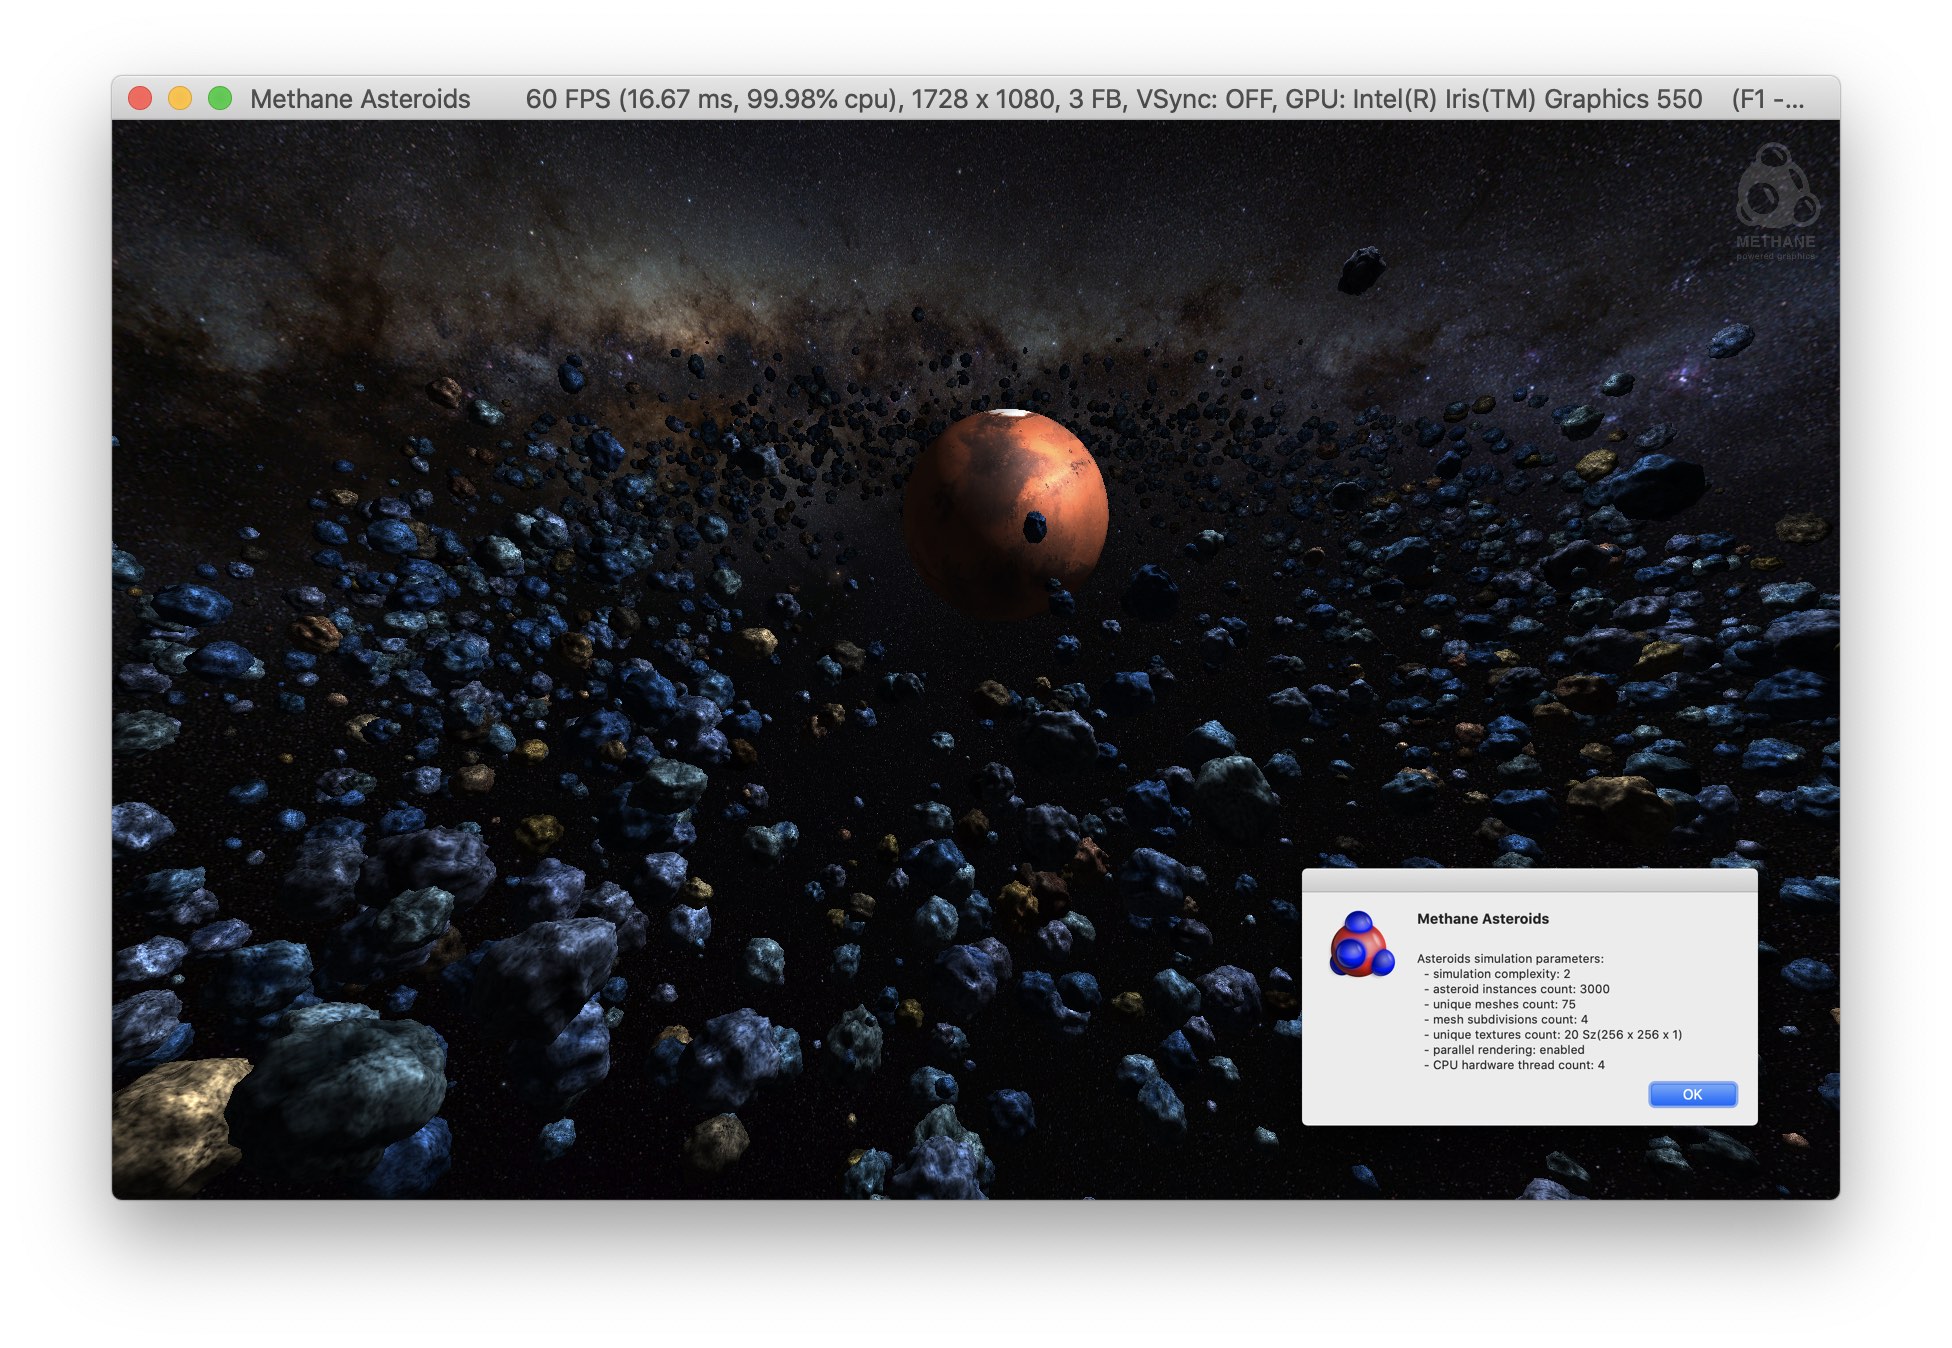 Methane Asteroids 60 FPS (16.67 ms, 99.98% cpu), 1728 x 1080, 3 FB, VSync: OFF, GPU: Intel(R) Iris(TM) Graphics 550 (F1 -...
METHANE
powered graphics
Methane Asteroids
Asteroids simulation parameters:
- simulation complexity: 2
- asteroid instances count: 3000
- unique meshes count: 75
- mesh subdivisions count: 4
- unique textures count: 20 Sz(256 x 256 x 1)
- parallel rendering: enabled
- CPU hardware thread count: 4
OK